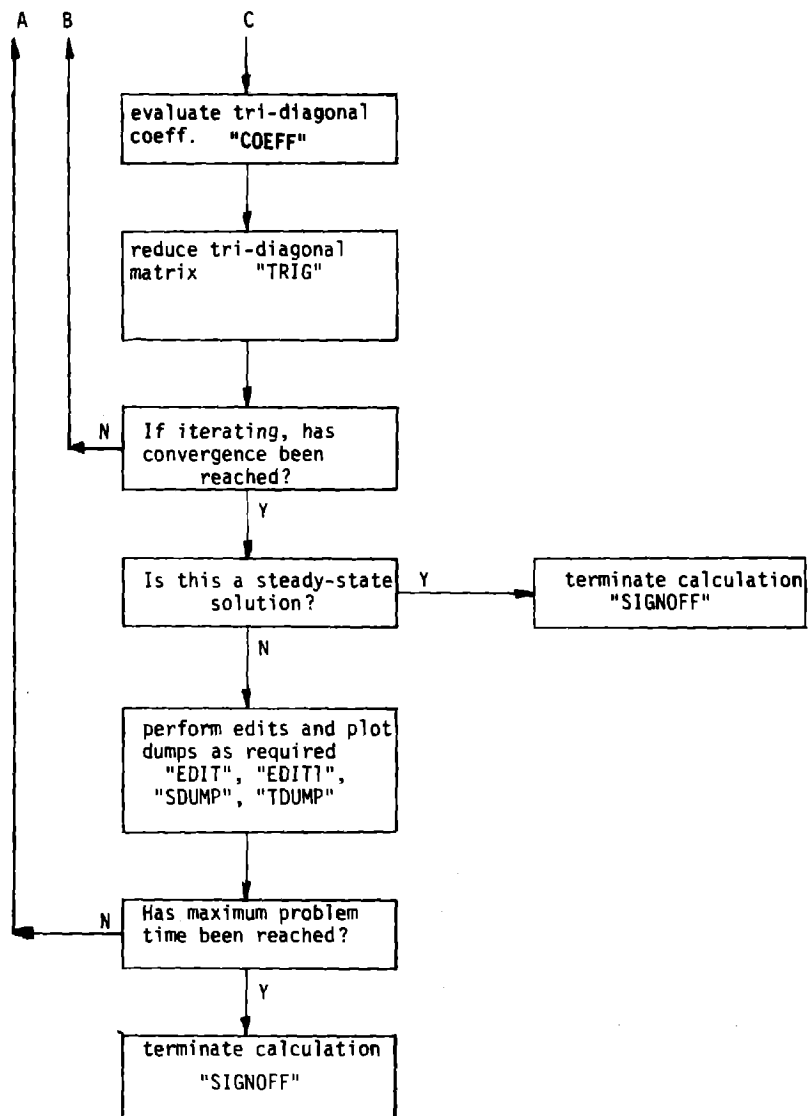 A B C
evaluate tri-diagonal
coeff. "COEFF"
reduce tri-diagonal
matrix "TRIG"
N
If iterating, has
convergence been
reached?
Y
Is this a steady-state
solution?
Y
terminate calculation
"SIGNOFF"
N
perform edits and plot
dumps as required
"EDIT", "EDIT1",
"SDUMP", "TDUMP"
N
Has maximum problem
time been reached?
Y
terminate calculation
"SIGNOFF"